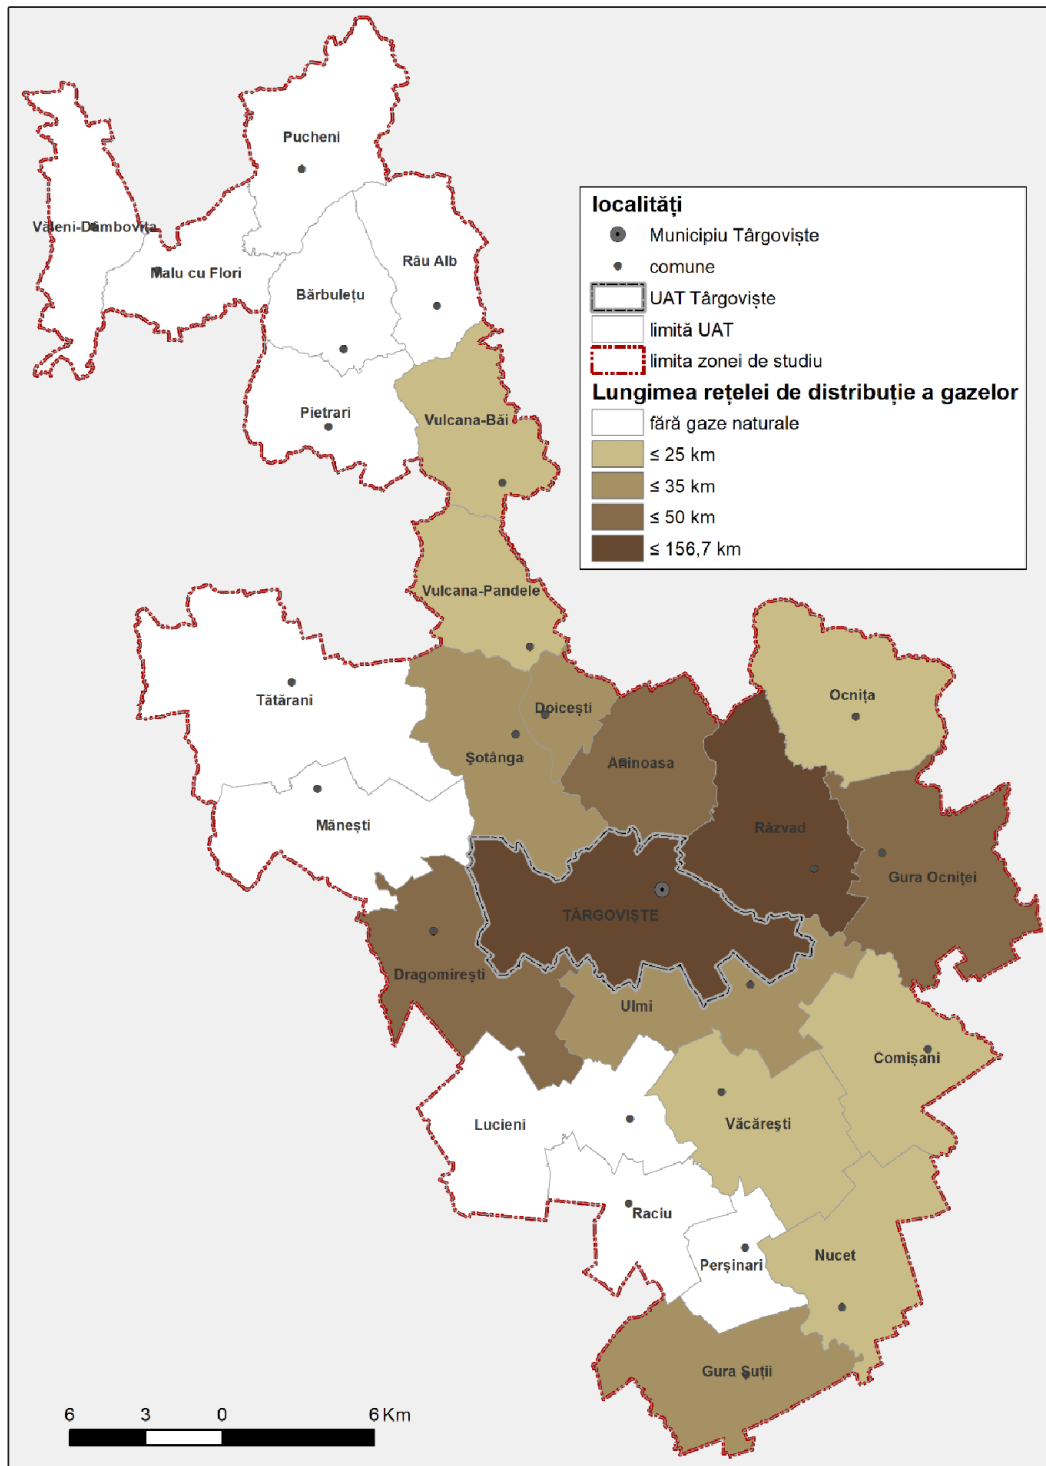 Pucheni
Văleni-Dâmbovița
Malu cu Flori
Râu Alb
Bărbulețu
Pietrari
Vulcana-Băi
localități
Municipiu Târgoviște
comune
UAT Târgoviște
limită UAT
limita zonei de studiu
Lungimea rețelei de distribuție a gazelor
fără gaze naturale
≤ 25 km
≤ 35 km
≤ 50 km
≤ 156,7 km
Vulcana-Pandele
Tătărani
Ocnița
Doicești
Șotânga
Aninoasa
Mănești
Răzvad
Gura Ocniței
TÂRGOVIȘTE
Dragomirești
Ulmi
Comișani
Lucieni
Văcărești
Raciu
Perșinari
Nucet
Gura Șuții
6 3 0 6 Km